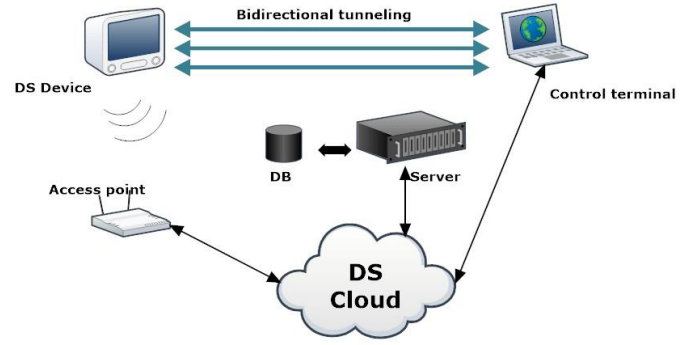 Bidirectional tunneling
DS Device
Control terminal
DB
Server
Access point
DS
Cloud